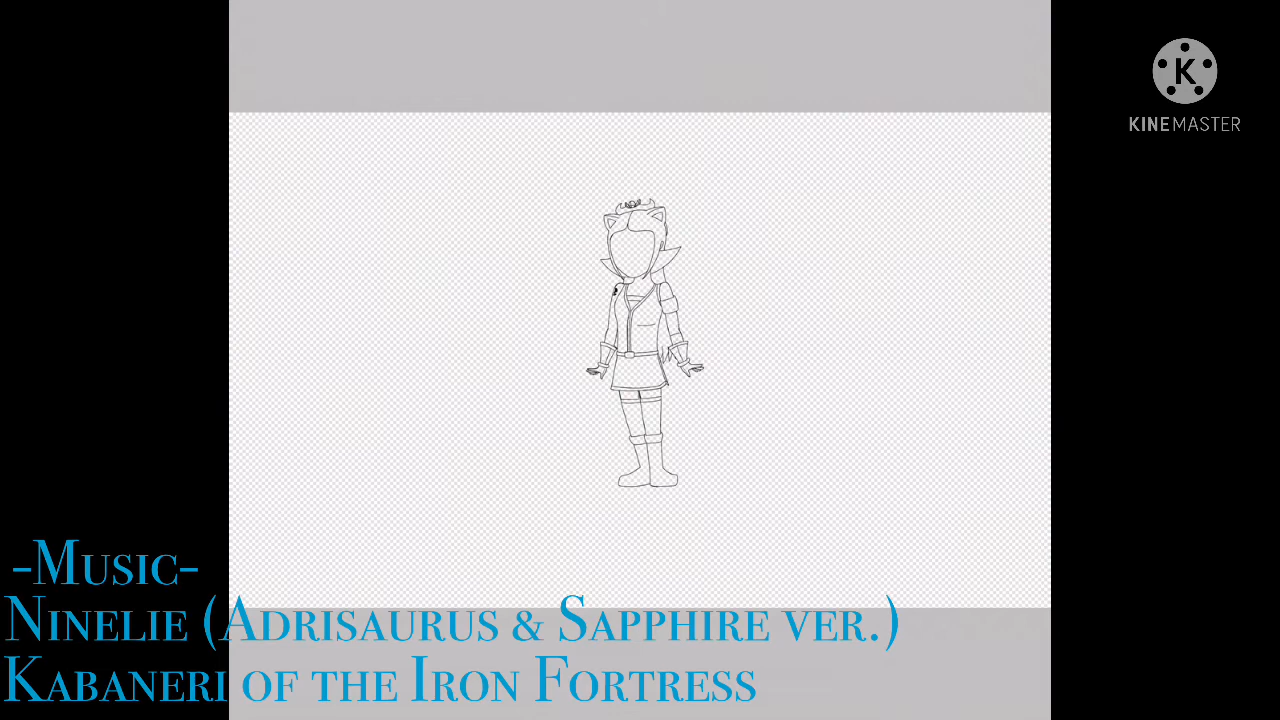 K
KINEMASTER
-Music-
Ninelie (Adrisaurus & Sapphire ver.)
Kabaneri of the Iron Fortress